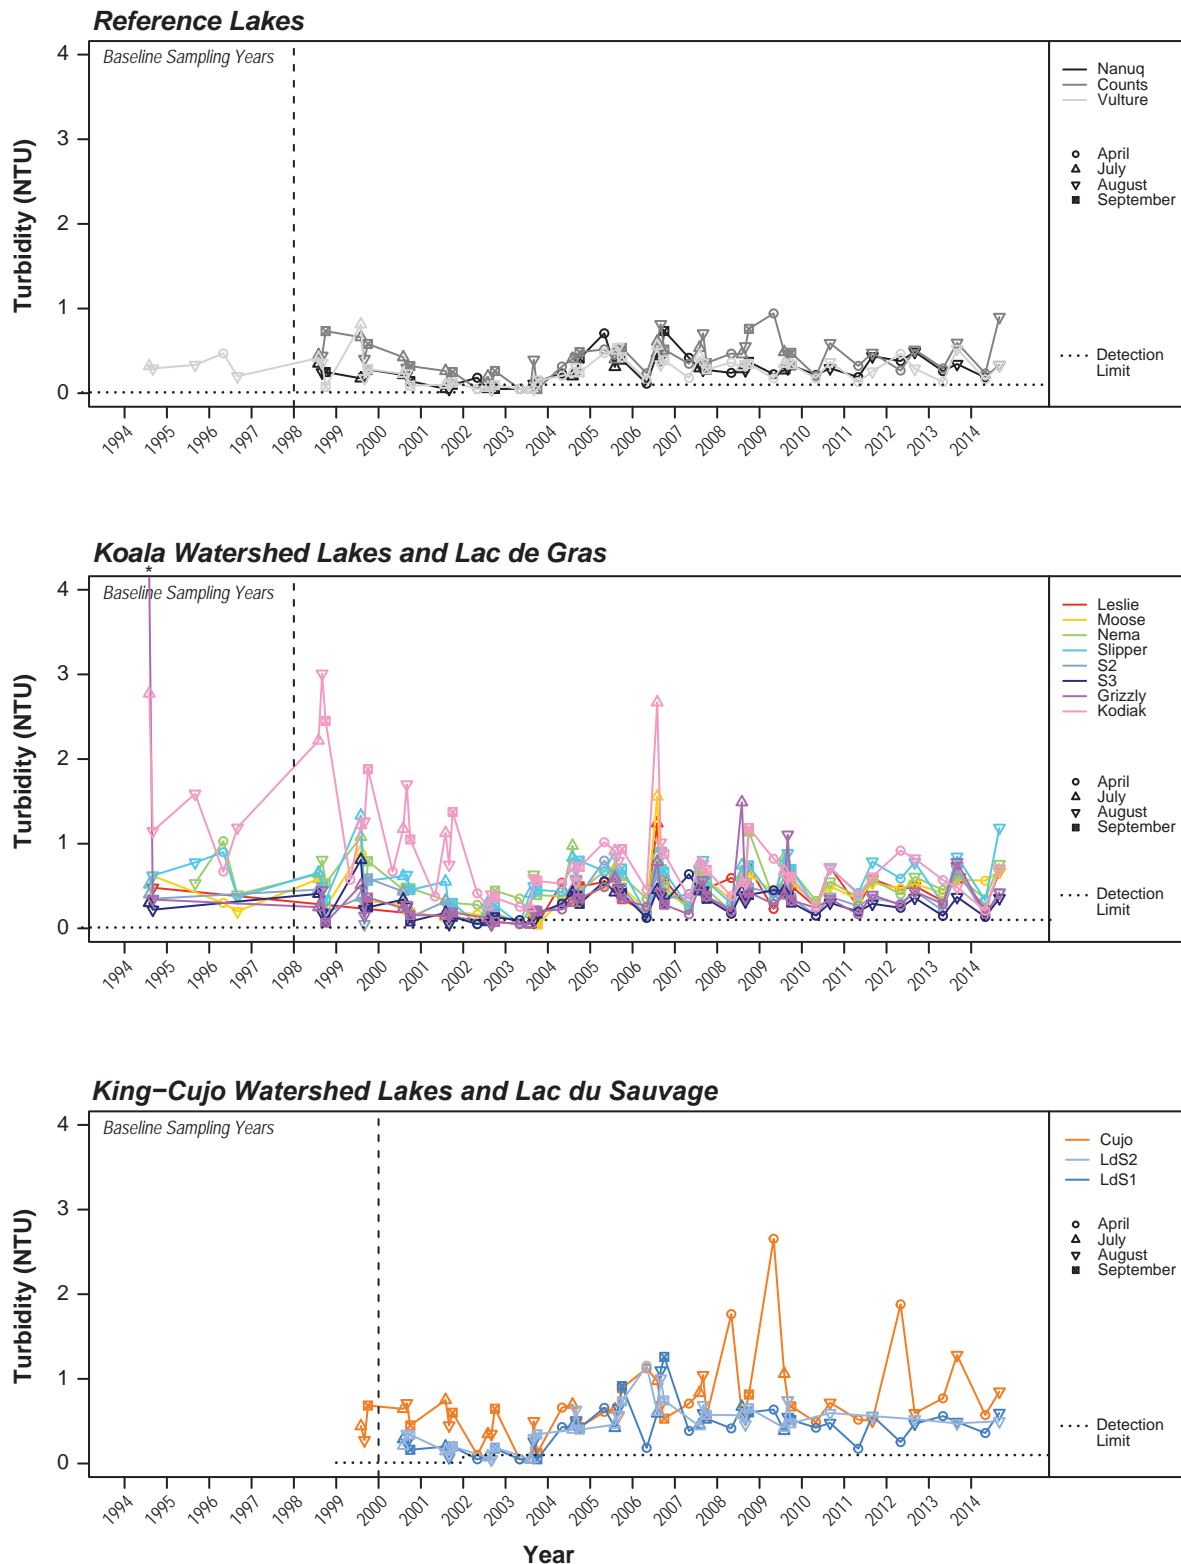 Reference Lakes
Baseline Sampling Years
Turbidity (NTU)
4
3
2
1
0
1994
1995
1996
1997
1998
1999
2000
2001
2002
2003
2004
2005
2006
2007
2008
2009
2010
2011
2012
2013
2014
Nanuq
Counts
Vulture
April
July
August
September
Detection
Limit
Koala Watershed Lakes and Lac de Gras
*
Baseline Sampling Years
Turbidity (NTU)
4
3
2
1
0
1994
1995
1996
1997
1998
1999
2000
2001
2002
2003
2004
2005
2006
2007
2008
2009
2010
2011
2012
2013
2014
Leslie
Moose
Nema
Slipper
S2
S3
Grizzly
Kodiak
April
July
August
September
Detection
Limit
King−Cujo Watershed Lakes and Lac du Sauvage
Baseline Sampling Years
Turbidity (NTU)
4
3
2
1
0
1994
1995
1996
1997
1998
1999
2000
2001
2002
2003
2004
2005
2006
2007
2008
2009
2010
2011
2012
2013
2014
Cujo
LdS2
LdS1
April
July
August
September
Detection
Limit
Year